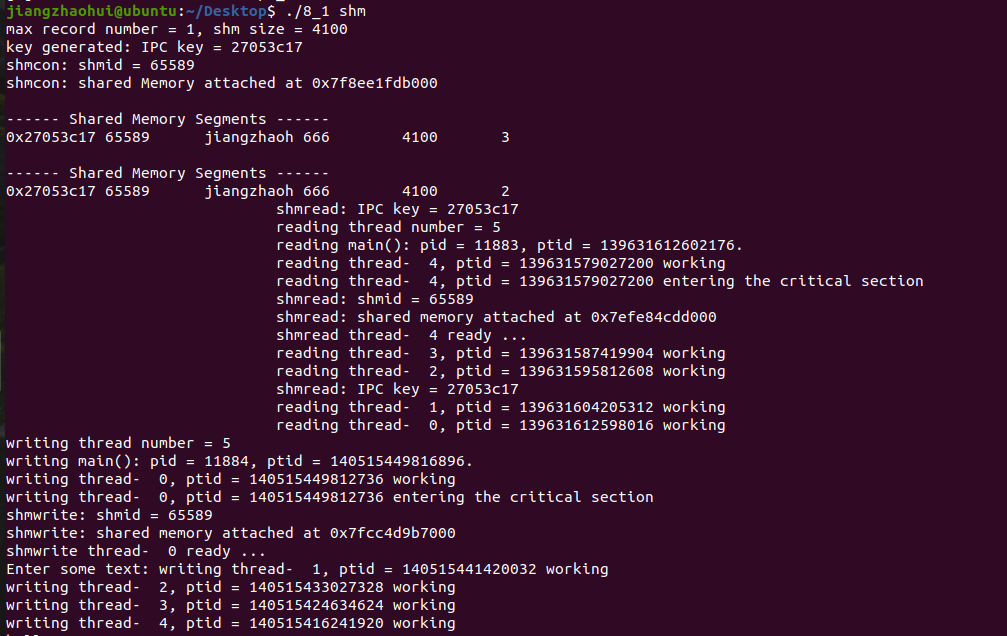 jiangzhaohui@ubuntu:~/Desktop$ ./8_1 shm
max record number = 1, shm size = 4100
key generated: IPC key = 27053c17
shmcon: shmid = 65589
shmcon: shared Memory attached at 0x7f8ee1fdb000
------ Shared Memory Segments ------
0x27053c17 65589      jiangzhaoh 666        4100       3
------ Shared Memory Segments ------
0x27053c17 65589      jiangzhaoh 666        4100       2
shmread: IPC key = 27053c17
reading thread number = 5
reading main(): pid = 11883, ptid = 139631612602176.
reading thread-  4, ptid = 139631579027200 working
reading thread-  4, ptid = 139631579027200 entering the critical section
shmread: shmid = 65589
shmread: shared memory attached at 0x7efe84cdd000
shmread thread-  4 ready ...
reading thread-  3, ptid = 139631587419904 working
reading thread-  2, ptid = 139631595812608 working
shmread: IPC key = 27053c17
reading thread-  1, ptid = 139631604205312 working
reading thread-  0, ptid = 139631612598016 working
writing thread number = 5
writing main(): pid = 11884, ptid = 140515449816896.
writing thread-  0, ptid = 140515449812736 working
writing thread-  0, ptid = 140515449812736 entering the critical section
shmwrite: shmid = 65589
shmwrite: shared memory attached at 0x7fcc4d9b7000
shmwrite thread-  0 ready ...
Enter some text: writing thread-  1, ptid = 140515441420032 working
writing thread-  2, ptid = 140515433027328 working
writing thread-  3, ptid = 140515424634624 working
writing thread-  4, ptid = 140515416241920 working